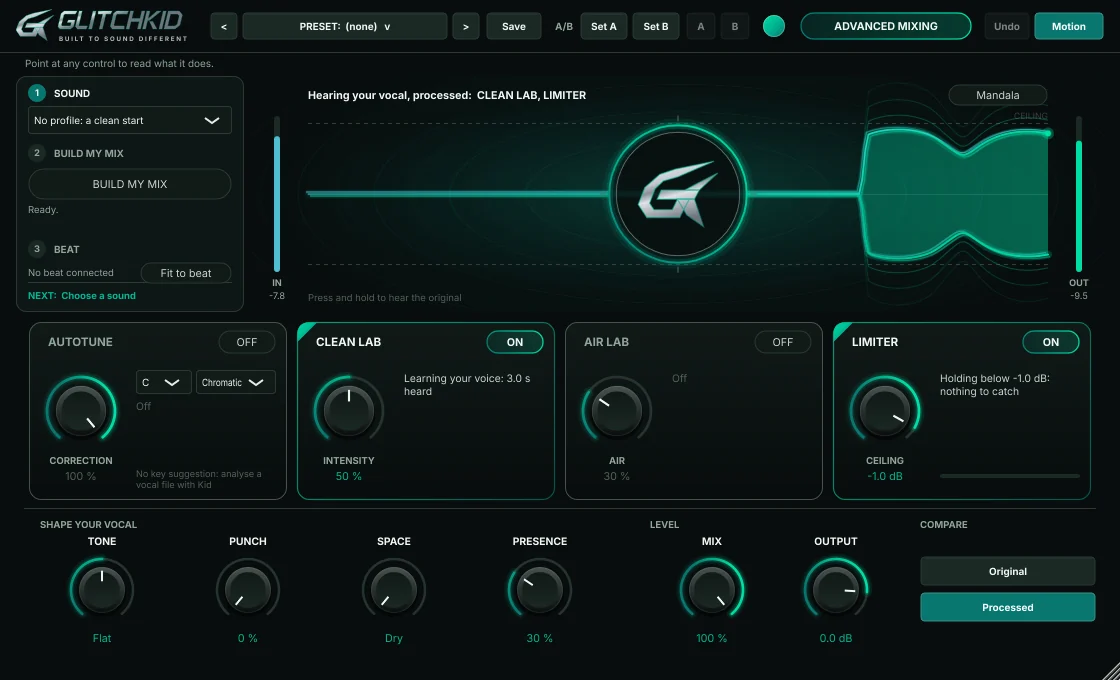 GLITCHKID
BUILT TO SOUND DIFFERENT
<
PRESET: (none) v
>
Save
A/B
Set A
Set B
A
B
ADVANCED MIXING
Undo
Motion
Point at any control to read what it does.
1 SOUND
No profile: a clean start
2 BUILD MY MIX
BUILD MY MIX
Ready.
3 BEAT
No beat connected
Fit to beat
NEXT: Choose a sound
IN
-7.8
Hearing your vocal, processed: CLEAN LAB, LIMITER
Mandala
CEILING
Press and hold to hear the original
OUT
-9.5
AUTOTUNE
OFF
C
Chromatic
Off
CORRECTION
100 %
No key suggestion: analyse a
vocal file with Kid
CLEAN LAB
ON
Learning your voice: 3.0 s
heard
INTENSITY
50 %
AIR LAB
OFF
Off
AIR
30 %
LIMITER
ON
Holding below -1.0 dB:
nothing to catch
CEILING
-1.0 dB
SHAPE YOUR VOCAL
TONE
Flat
PUNCH
0 %
SPACE
Dry
PRESENCE
30 %
LEVEL
MIX
100 %
OUTPUT
0.0 dB
COMPARE
Original
Processed